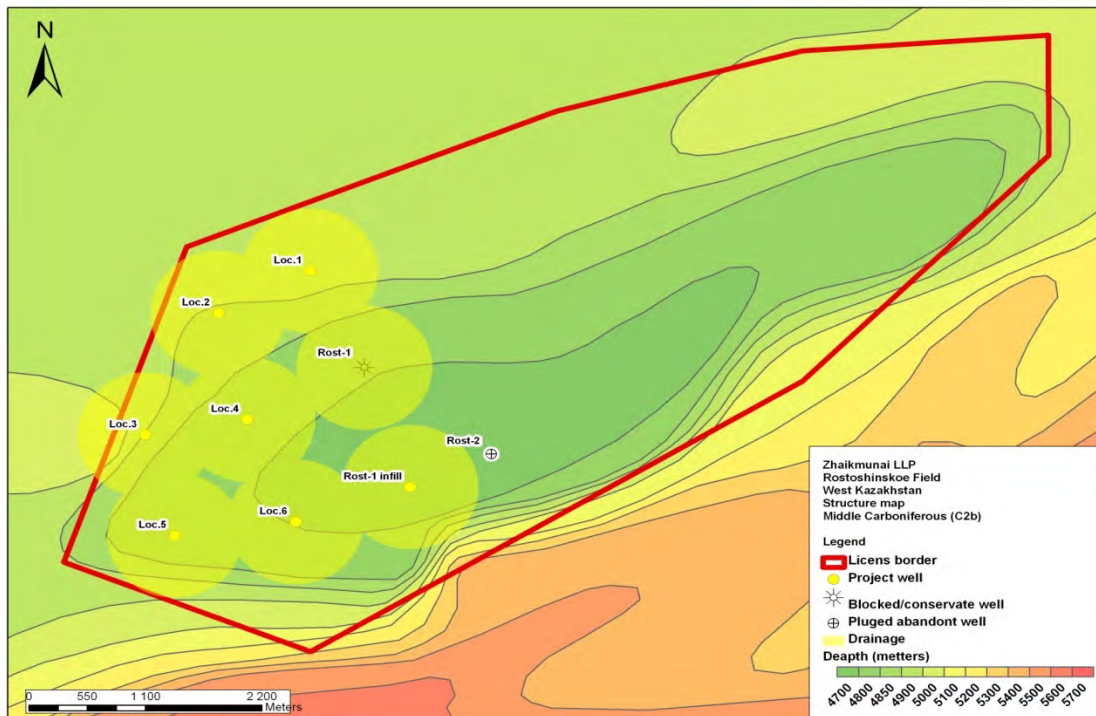 N
Loc.1
Loc.2
Rost-1
Loc.3
Loc.4
Rost-2
Rost-1 infill
Loc.6
Loc.5
Zhaikmunai LLP
Rostoshinskoe Field
West Kazakhstan
Structure map
Middle Carboniferous (C2b)
Legend
Licens border
Project well
Blocked/conservate well
Pluged abandont well
Drainage
Deapth (metters)
4700 4800 4850 4900 5000 5100 5200 5300 5400 5500 5600 5700
0 550 1 100 2 200
Meters